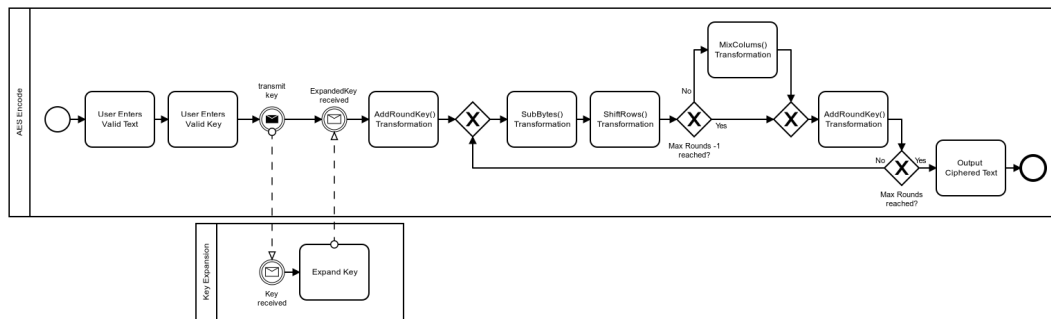 AES Encode
User Enters
Valid Text
User Enters
Valid Key
transmit
key
ExpandedKey
received
AddRoundKey()
Transformation
SubBytes()
Transformation
ShiftRows()
Transformation
No
Yes
Max Rounds -1
reached?
MixColums()
Transformation
AddRoundKey()
Transformation
No
Yes
Max Rounds
reached?
Output
Ciphered Text
Key Expansion
Key
received
Expand Key